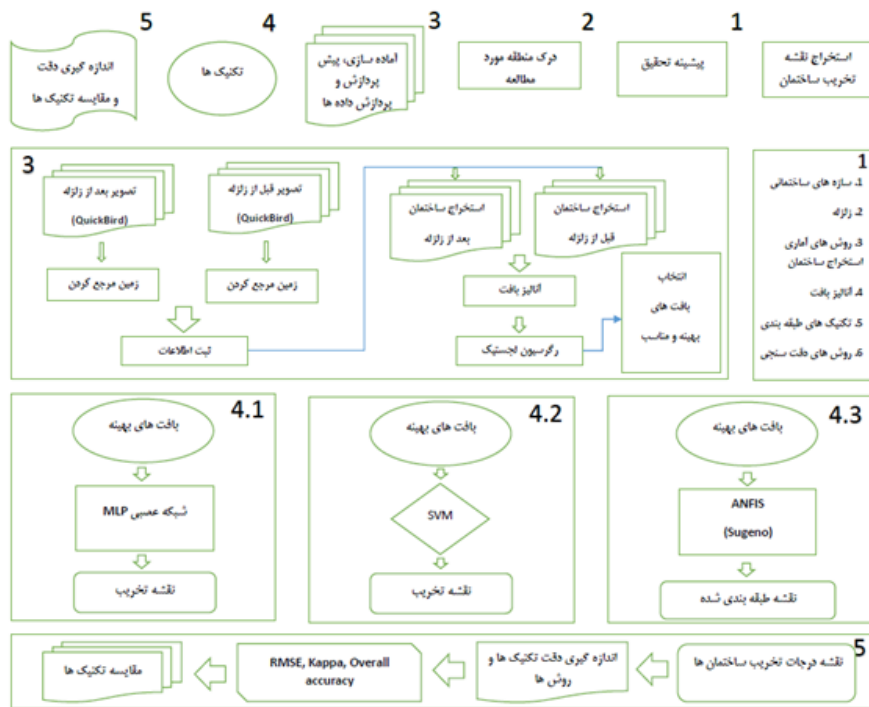 استخراج نقشه
تخریب ساختمان
1
پیشینه تحقیق
2
درک منطقه مورد
مطالعه
3
آماده سازی، پیش
پردازش و
پردازش داده ها
4
تکنیک ها
5
اندازه گیری دقت
و مقایسه تکنیک ها
1
1. سازه های ساختمانی
2. زلزله
3. روش های آماری
استخراج ساختمان
4. آنالیز بافت
5. تکنیک های طبقه بندی
6. روش های دقت سنجی
3
تصویر قبل از زلزله
(QuickBird)
تصویر بعد از زلزله
(QuickBird)
زمین مرجع کردن
زمین مرجع کردن
ثبت اطلاعات
استخراج ساختمان
قبل از زلزله
استخراج ساختمان
بعد از زلزله
آنالیز بافت
رگرسیون لجستیک
انتخاب
بافت های
بهینه و مناسب
4.1
بافت های بهینه
شبکه عصبی MLP
نقشه تخریب
4.2
بافت های بهینه
SVM
نقشه تخریب
4.3
بافت های بهینه
ANFIS
(Sugeno)
نقشه طبقه بندی شده
5
نقشه درجات تخریب ساختمان ها
اندازه گیری دقت تکنیک ها و
روش ها
RMSE, Kappa, Overall
accuracy
مقایسه تکنیک ها